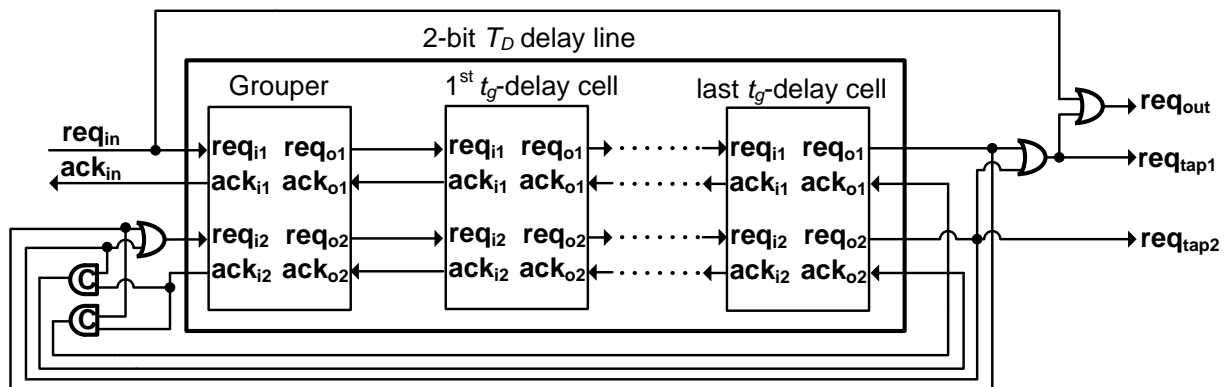 2-bit T_D delay line
Grouper
1st t_g-delay cell
last t_g-delay cell
req_in
ack_in
req_i1 req_o1
ack_i1 ack_o1
req_i2 req_o2
ack_i2 ack_o2
req_i1 req_o1
ack_i1 ack_o1
req_i2 req_o2
ack_i2 ack_o2
req_i1 req_o1
ack_i1 ack_o1
req_i2 req_o2
ack_i2 ack_o2
req_out
req_tap1
req_tap2
C
C